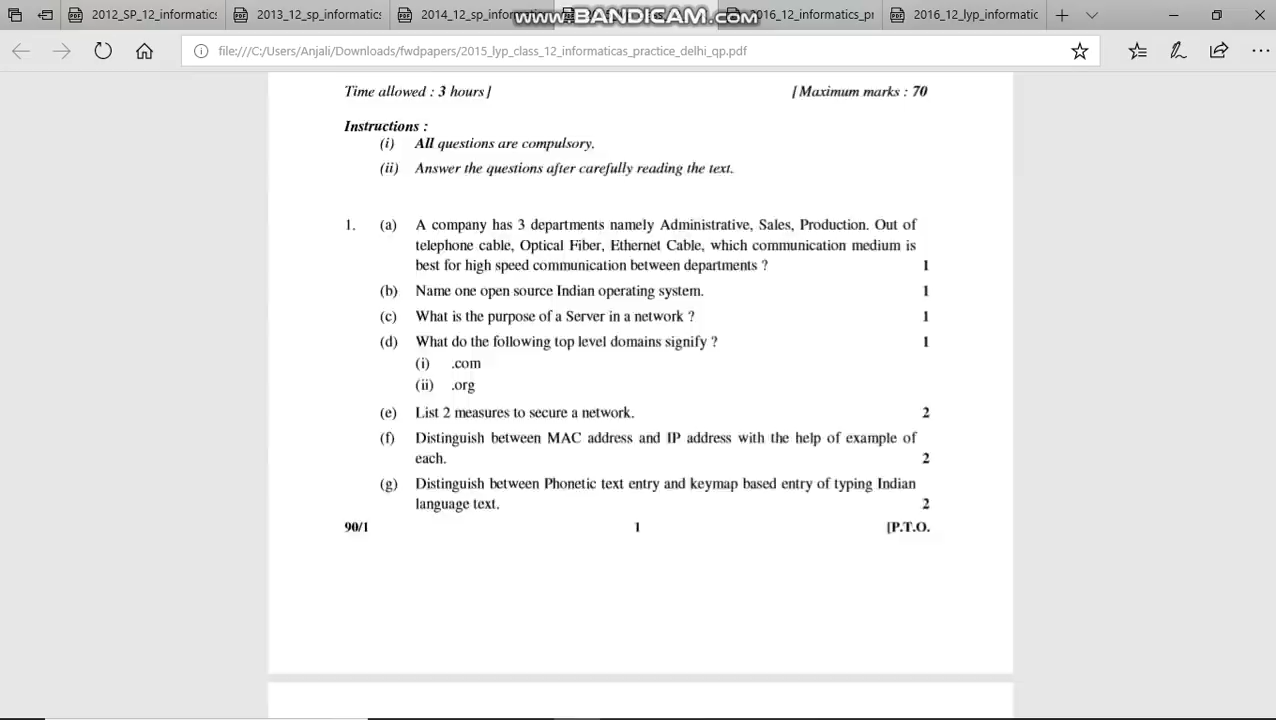 2012_SP_12_informatics 2013_12_sp_informatics 2014_12_sp_informatics 2016_12_informatics_pr 2016_12_lyp_informatic
www.BANDICAM.com
file:///C:/Users/Anjali/Downloads/fwdpapers/2015_lyp_class_12_informaticas_practice_delhi_qp.pdf
Time allowed : 3 hours] [Maximum marks : 70
Instructions :
(i) All questions are compulsory.
(ii) Answer the questions after carefully reading the text.
1. (a) A company has 3 departments namely Administrative, Sales, Production. Out of
telephone cable, Optical Fiber, Ethernet Cable, which communication medium is
best for high speed communication between departments ? 1
(b) Name one open source Indian operating system. 1
(c) What is the purpose of a Server in a network ? 1
(d) What do the following top level domains signify ? 1
(i) .com
(ii) .org
(e) List 2 measures to secure a network. 2
(f) Distinguish between MAC address and IP address with the help of example of
each. 2
(g) Distinguish between Phonetic text entry and keymap based entry of typing Indian
language text. 2
90/1 1 [P.T.O.